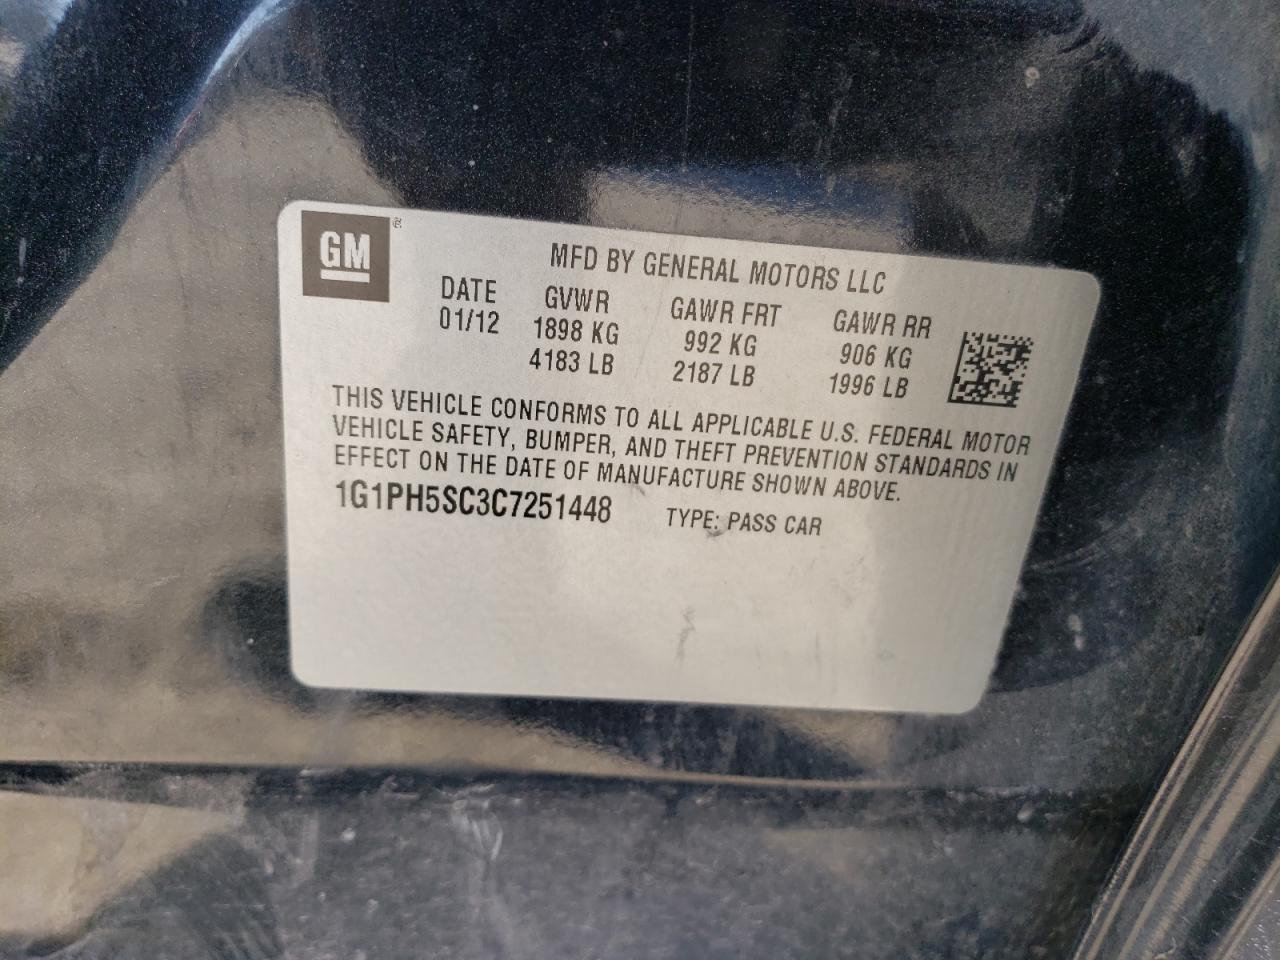 GM ®
MFD BY GENERAL MOTORS LLC
DATE GVWR GAWR FRT GAWR RR
01/12 1898 KG 992 KG 906 KG
4183 LB 2187 LB 1996 LB
THIS VEHICLE CONFORMS TO ALL APPLICABLE U.S. FEDERAL MOTOR
VEHICLE SAFETY, BUMPER, AND THEFT PREVENTION STANDARDS IN
EFFECT ON THE DATE OF MANUFACTURE SHOWN ABOVE.
1G1PH5SC3C7251448 TYPE: PASS CAR